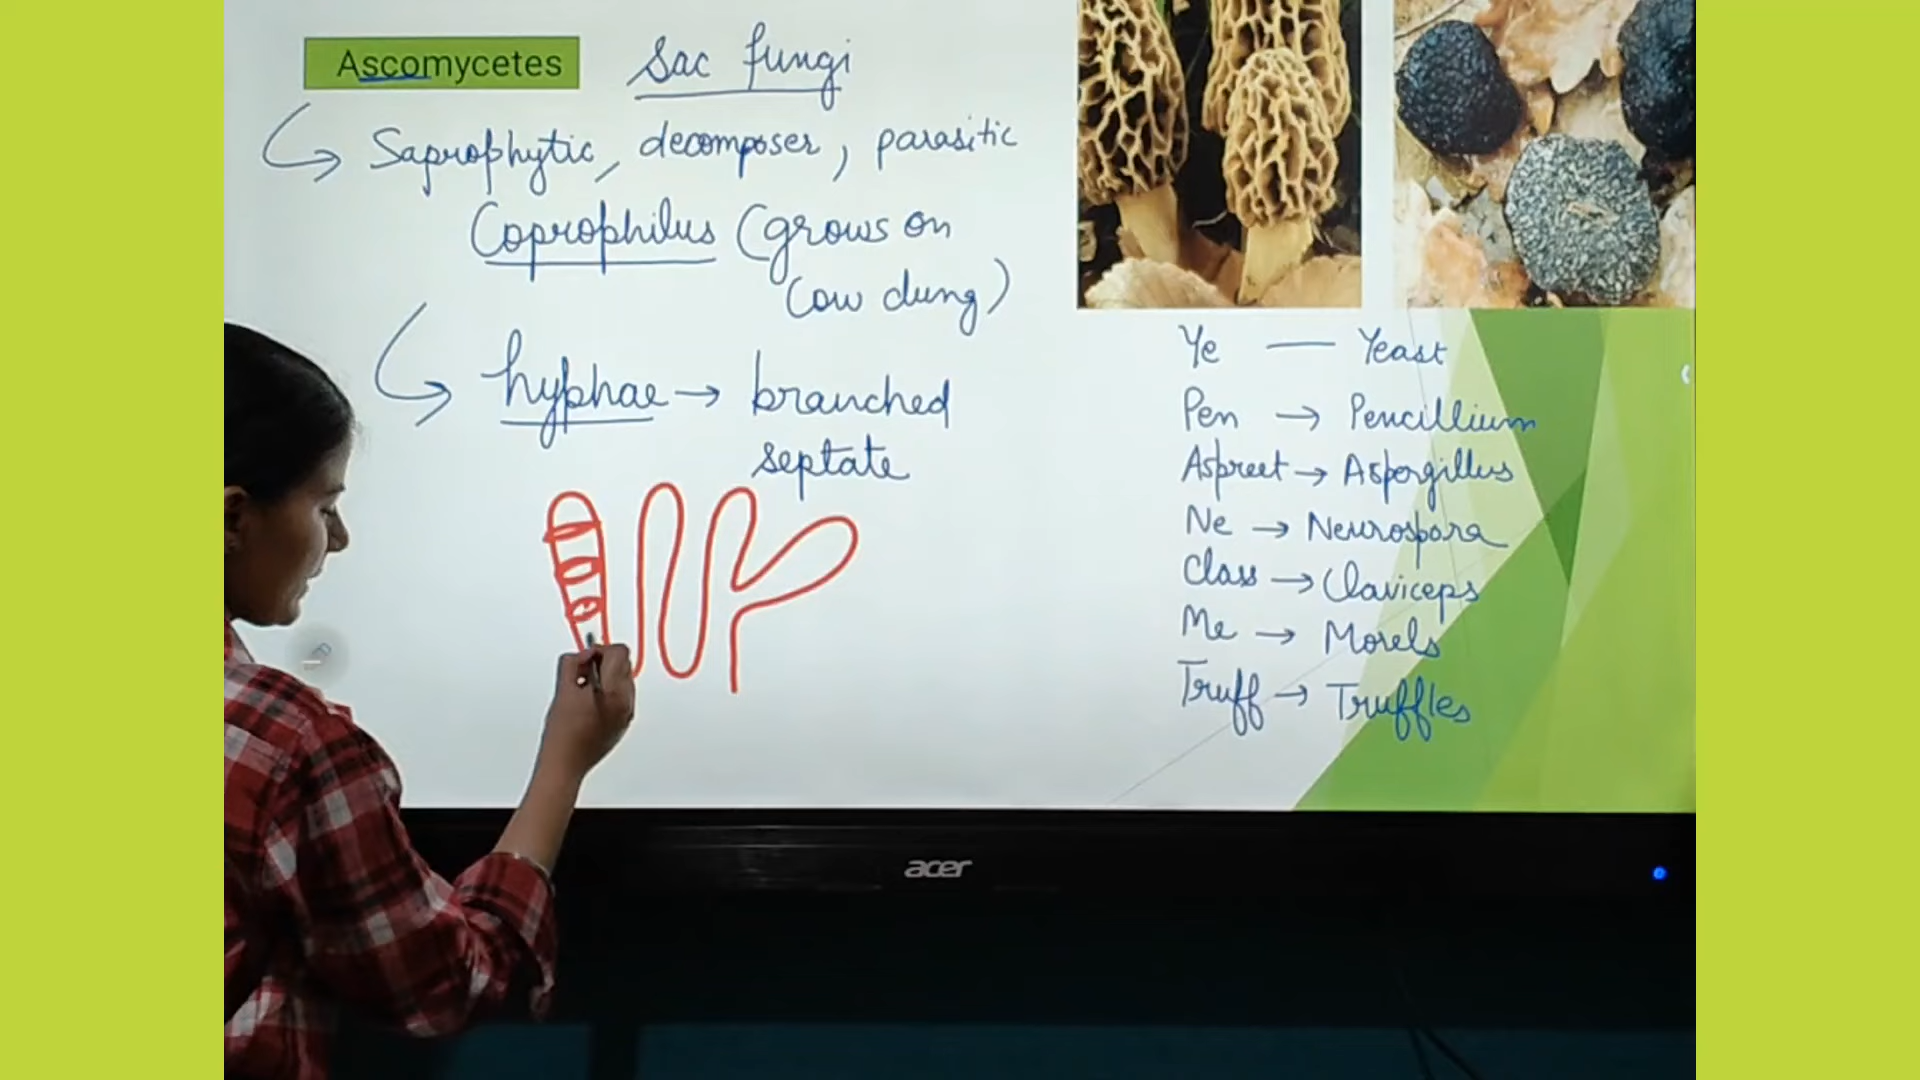 Ascomycetes Sac fungi
Saprophytic, decomposer, parasitic
Coprophilus (grows on
Cow dung)
hyphae → branched
septate
Ye — Yeast
Pen → Pencillium
Aspreet → Aspergillus
Ne → Neurospora
Class → Claviceps
Me → Morels
Truff → Truffles
acer